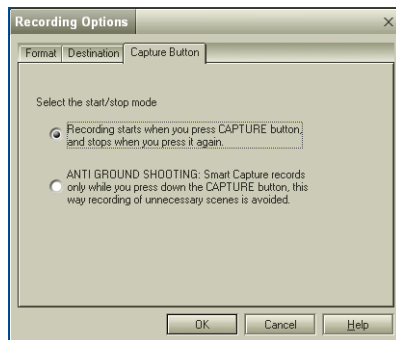 Recording Options
Format Destination Capture Button
Select the start/stop mode
Recording starts when you press CAPTURE button,
and stops when you press it again.
ANTI GROUND SHOOTING: Smart Capture records
only while you press down the CAPTURE button, this
way recording of unnecessary scenes is avoided.
OK Cancel Help